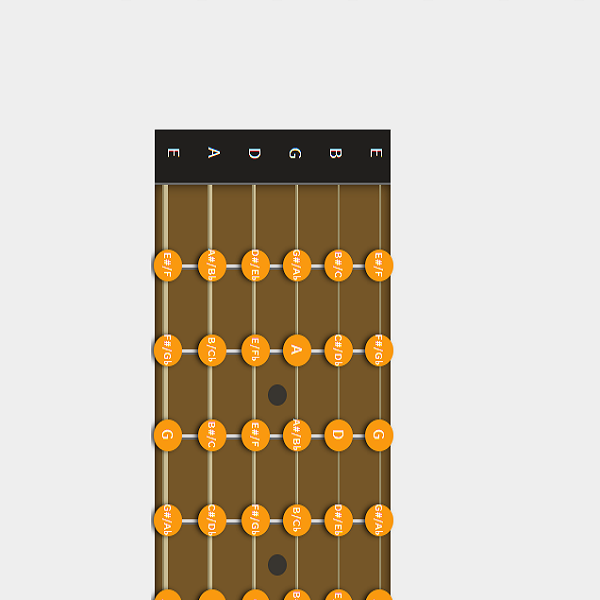 E A D G B E
E#/F A#/B♭ D#/E♭ G#/A♭ B#/C E#/F
F#/G♭ B/C♭ E/F♭ A C#/D♭ F#/G♭
G B#/C E#/F A#/B♭ D G
G#/A♭ C#/D♭ F#/G♭ B/C♭ D#/E♭ G#/A♭